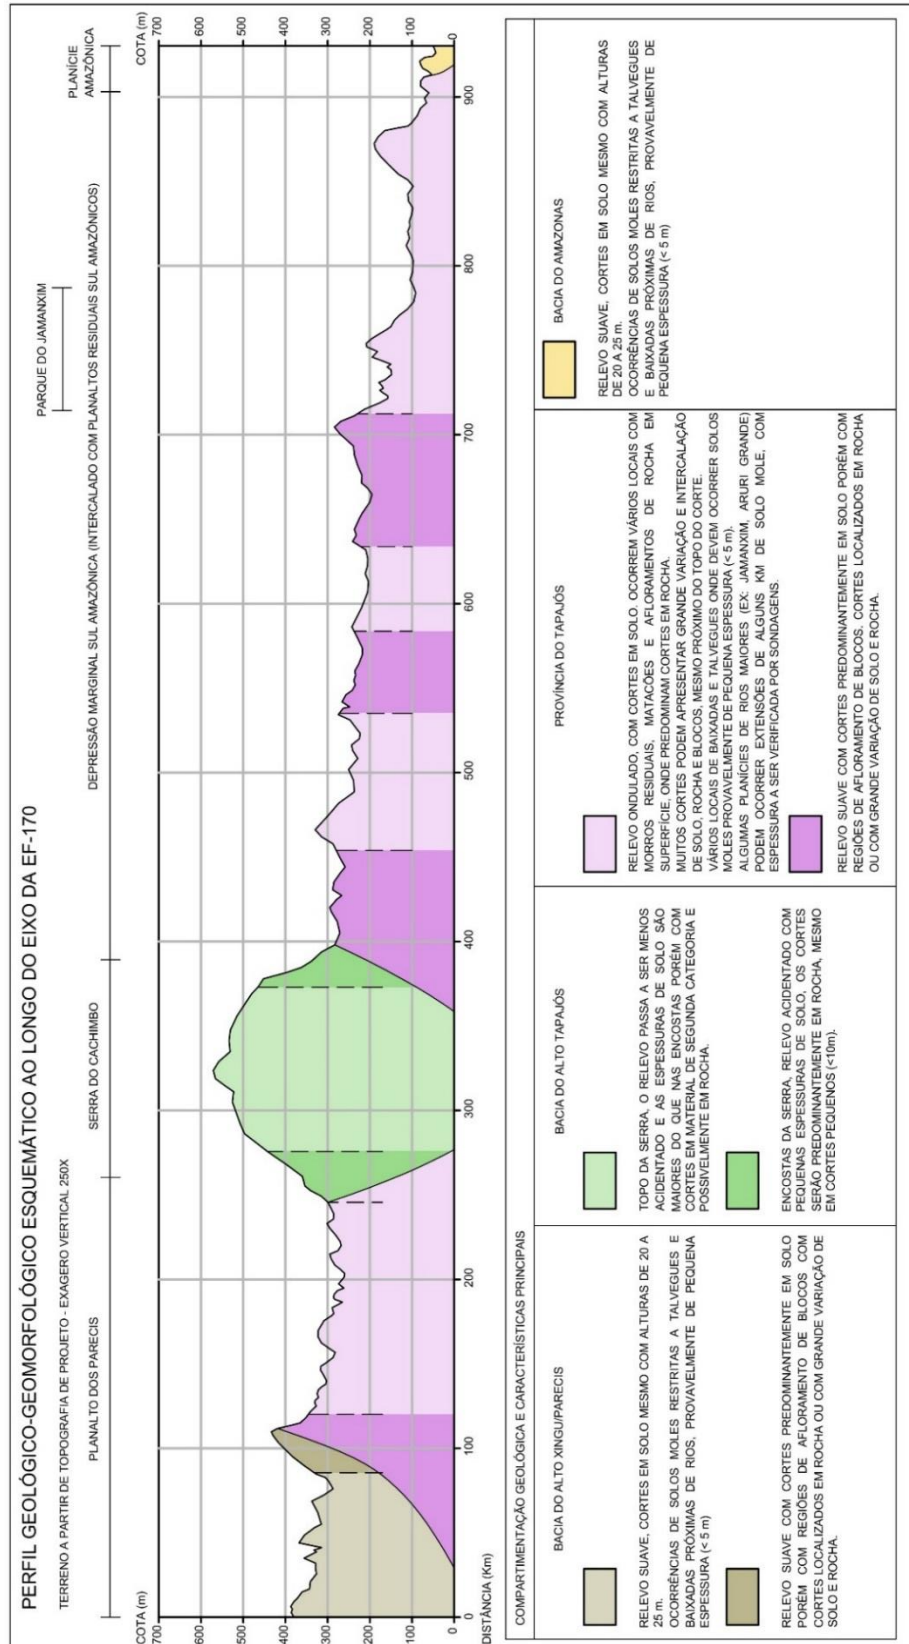 PERFIL GEOLÓGICO-GEOMORFOLÓGICO ESQUEMÁTICO AO LONGO DO EIXO DA EF-170
TERRENO A PARTIR DE TOPOGRAFIA DE PROJETO - EXAGERO VERTICAL 250X
PLANALTO DOS PARECIS
SERRA DO CACHIMBO
DEPRESSÃO MARGINAL SUL AMAZÔNICA (INTERCALADO COM PLANALTOS RESIDUAIS SUL AMAZÔNICOS)
PARQUE DO JAMANXIM
PLANÍCIE
AMAZÔNICA
COTA (m)
700
600
500
400
300
200
100
0
COTA (m)
700
600
500
400
300
200
100
0
DISTÂNCIA (Km)
0
100
200
300
400
500
600
700
800
900
COMPARTIMENTAÇÃO GEOLÓGICA E CARACTERÍSTICAS PRINCIPAIS
BACIA DO ALTO XINGU/PARECIS
RELEVO SUAVE, CORTES EM SOLO MESMO COM ALTURAS DE 20 A
25 m.
OCORRÊNCIAS DE SOLOS MOLES RESTRITAS A TALVEGUES E
BAIXADAS PRÓXIMAS DE RIOS, PROVAVELMENTE DE PEQUENA
ESPESSURA (< 5 m)
RELEVO SUAVE COM CORTES PREDOMINANTEMENTE EM SOLO
PORÉM COM REGIÕES DE AFLORAMENTO DE BLOCOS COM
CORTES LOCALIZADOS EM ROCHA OU COM GRANDE VARIAÇÃO DE
SOLO E ROCHA.
BACIA DO ALTO TAPAJÓS
TOPO DA SERRA, O RELEVO PASSA A SER MENOS
ACIDENTADO E AS ESPESSURAS DE SOLO SÃO
MAIORES DO QUE NAS ENCOSTAS PORÉM COM
CORTES EM MATERIAL DE SEGUNDA CATEGORIA E
POSSIVELMENTE EM ROCHA.
ENCOSTAS DA SERRA, RELEVO ACIDENTADO COM
PEQUENAS ESPESSURAS DE SOLO, OS CORTES
SERÃO PREDOMINANTEMENTE EM ROCHA, MESMO
EM CORTES PEQUENOS (<10m).
PROVÍNCIA DO TAPAJÓS
RELEVO ONDULADO, COM CORTES EM SOLO. OCORREM VÁRIOS LOCAIS COM
MORROS RESIDUAIS, MATACÕES E AFLORAMENTOS DE ROCHA EM
SUPERFÍCIE, ONDE PREDOMINAM CORTES EM ROCHA.
MUITOS CORTES PODEM APRESENTAR GRANDE VARIAÇÃO E INTERCALAÇÃO
DE SOLO, ROCHA E BLOCOS, MESMO PRÓXIMO DO TOPO DO CORTE.
VÁRIOS LOCAIS DE BAIXADAS E TALVEGUES ONDE DEVEM OCORRER SOLOS
MOLES PROVAVELMENTE DE PEQUENA ESPESSURA (< 5 m).
ALGUMAS PLANÍCIES DE RIOS MAIORES (EX: JAMANXIM, ARURI GRANDE)
PODEM OCORRER EXTENSÕES DE ALGUNS KM DE SOLO MOLE, COM
ESPESSURA A SER VERIFICADA POR SONDAGENS.
RELEVO SUAVE COM CORTES PREDOMINANTEMENTE EM SOLO PORÉM COM
REGIÕES DE AFLORAMENTO DE BLOCOS, CORTES LOCALIZADOS EM ROCHA
OU COM GRANDE VARIAÇÃO DE SOLO E ROCHA.
BACIA DO AMAZONAS
RELEVO SUAVE, CORTES EM SOLO MESMO COM ALTURAS
DE 20 A 25 m.
OCORRÊNCIAS DE SOLOS MOLES RESTRITAS A TALVEGUES
E BAIXADAS PRÓXIMAS DE RIOS, PROVAVELMENTE DE
PEQUENA ESPESSURA (< 5 m)